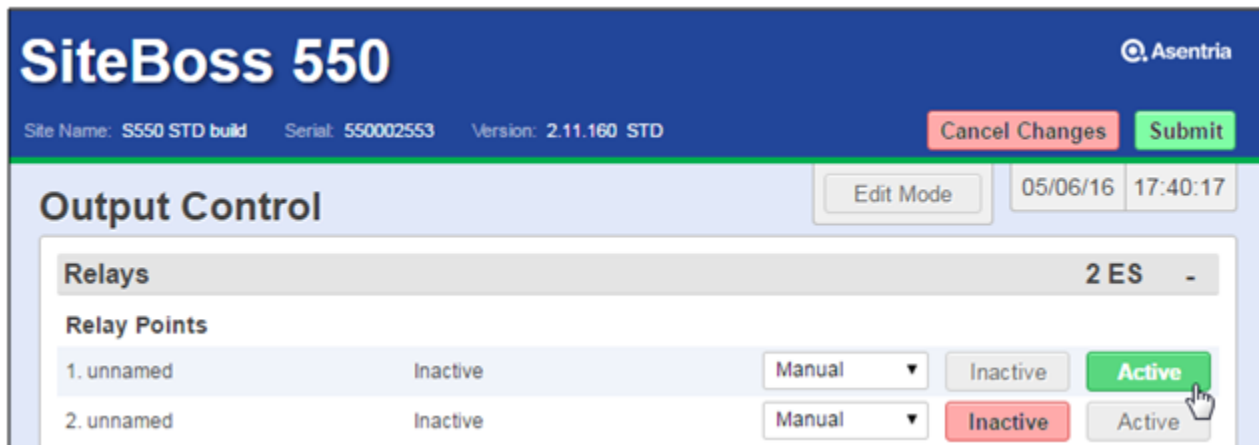 SiteBoss 550
Asentria
Site Name: S550 STD build Serial: 550002553 Version: 2.11.160 STD
Cancel Changes Submit
Output Control
Edit Mode
05/06/16 17:40:17
Relays 2 ES -
Relay Points
1. unnamed Inactive Manual Inactive Active
2. unnamed Inactive Manual Inactive Active